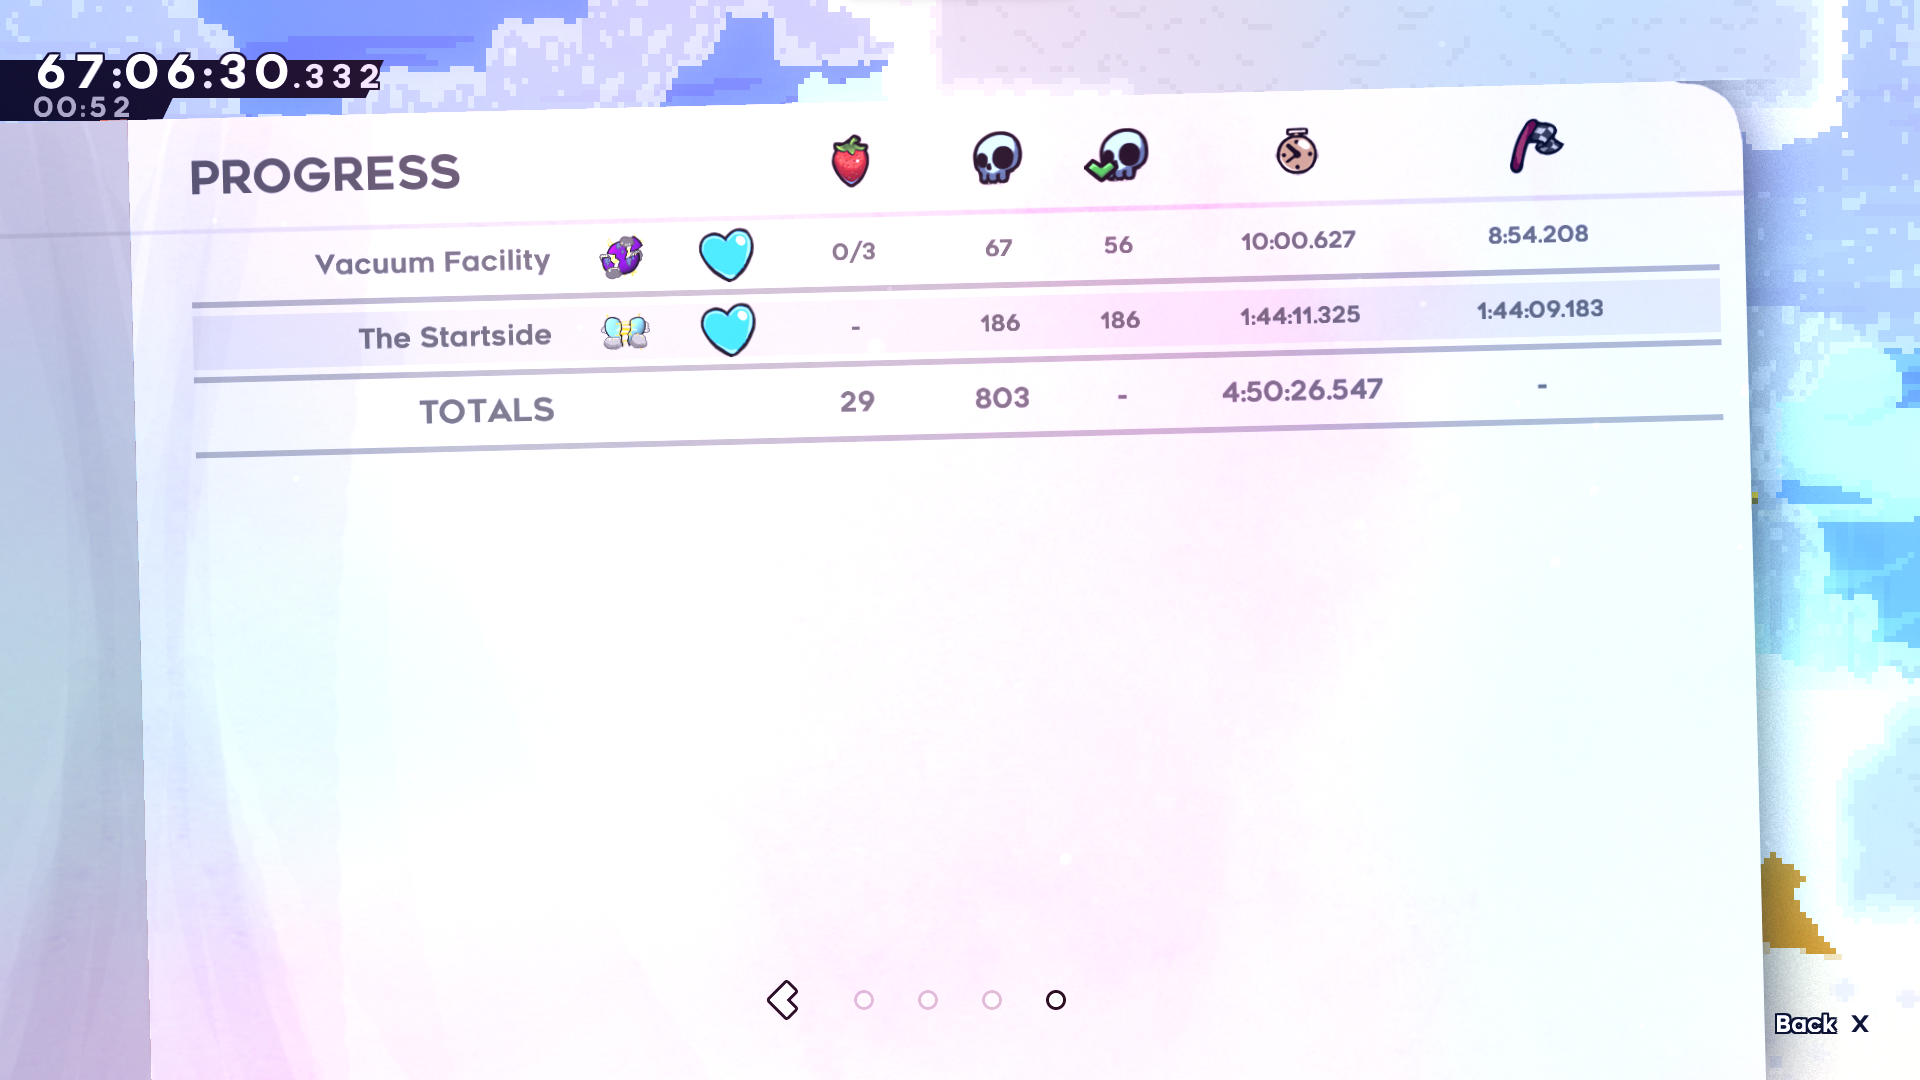 67:06:30.332
00:52
PROGRESS
Vacuum Facility 0/3 67 56 10:00.627 8:54.208
The Startside - 186 186 1:44:11.325 1:44:09.183
TOTALS 29 803 - 4:50:26.547 -
Back X